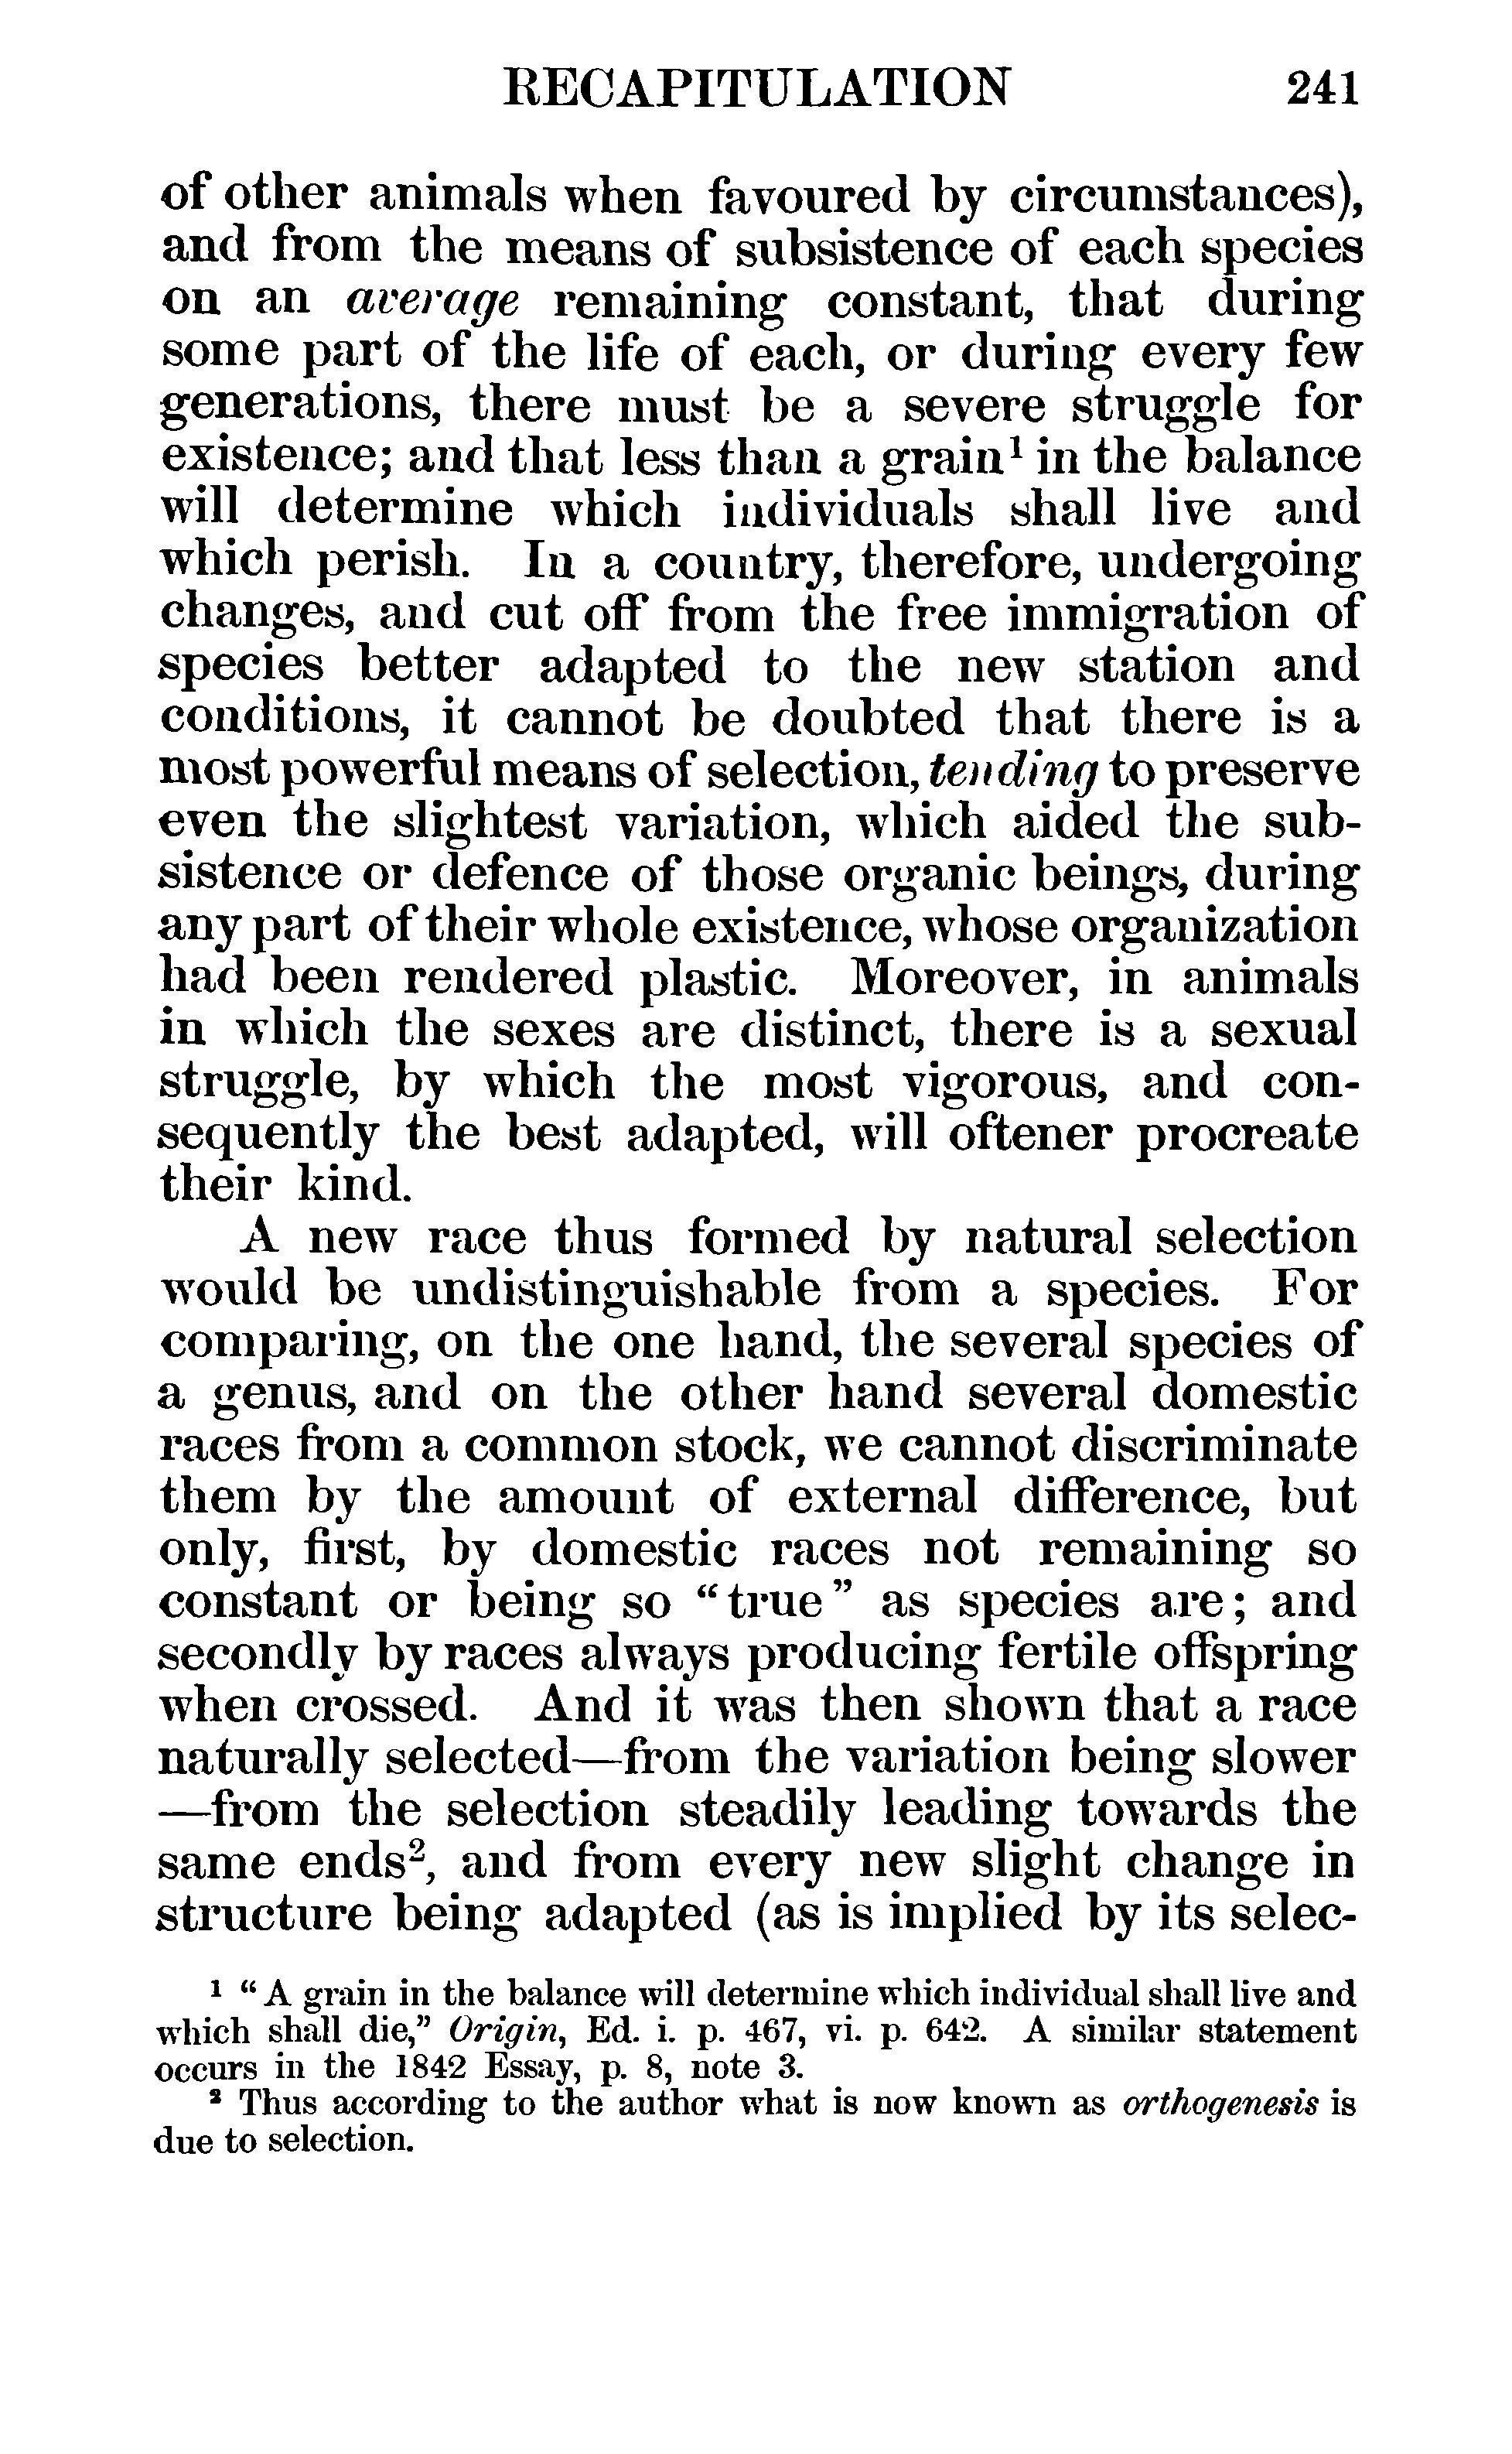 RECAPITULATION 241
of other animals when favoured by circumstances),
and from the means of subsistence of each species
on an average remaining constant, that during
some part of the life of each, or during every few
generations, there must be a severe struggle for
existence; and that less than a grain¹ in the balance
will determine which individuals shall live and
which perish. In a country, therefore, undergoing
changes, and cut off from the free immigration of
species better adapted to the new station and
conditions, it cannot be doubted that there is a
most powerful means of selection, tending to preserve
even the slightest variation, which aided the sub-
sistence or defence of those organic beings, during
any part of their whole existence, whose organization
had been rendered plastic. Moreover, in animals
in which the sexes are distinct, there is a sexual
struggle, by which the most vigorous, and con-
sequently the best adapted, will oftener procreate
their kind.
A new race thus formed by natural selection
would be undistinguishable from a species. For
comparing, on the one hand, the several species of
a genus, and on the other hand several domestic
races from a common stock, we cannot discriminate
them by the amount of external difference, but
only, first, by domestic races not remaining so
constant or being so “true” as species are; and
secondly by races always producing fertile offspring
when crossed. And it was then shown that a race
naturally selected—from the variation being slower
—from the selection steadily leading towards the
same ends², and from every new slight change in
structure being adapted (as is implied by its selec-
¹ “A grain in the balance will determine which individual shall live and
which shall die,” Origin, Ed. i. p. 467, vi. p. 642. A similar statement
occurs in the 1842 Essay, p. 8, note 3.
² Thus according to the author what is now known as orthogenesis is
due to selection.